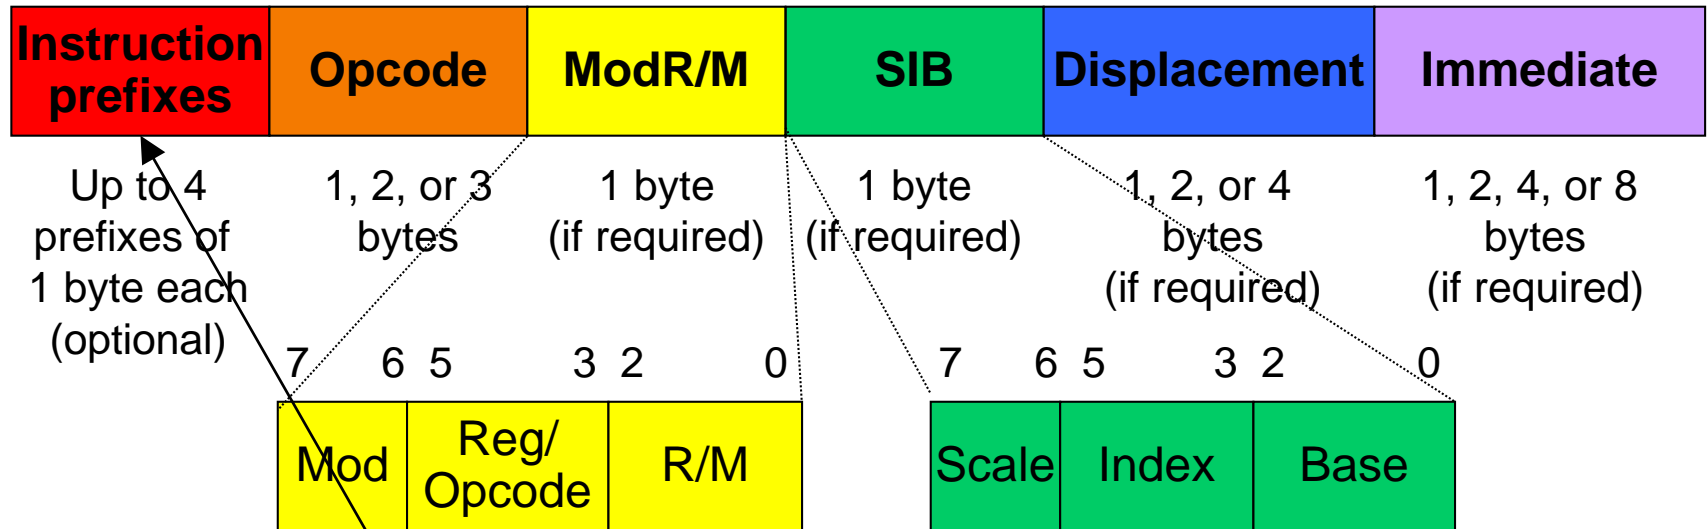 Instruction prefixes
Opcode
ModR/M
SIB
Displacement
Immediate
Up to 4
prefixes of
1 byte each
(optional)
1, 2, or 3
bytes
1 byte
(if required)
1 byte
(if required)
1, 2, or 4
bytes
(if required)
1, 2, 4, or 8
bytes
(if required)
7 6 5 3 2 0
7 6 5 3 2 0
Mod
Reg/
Opcode
R/M
Scale
Index
Base